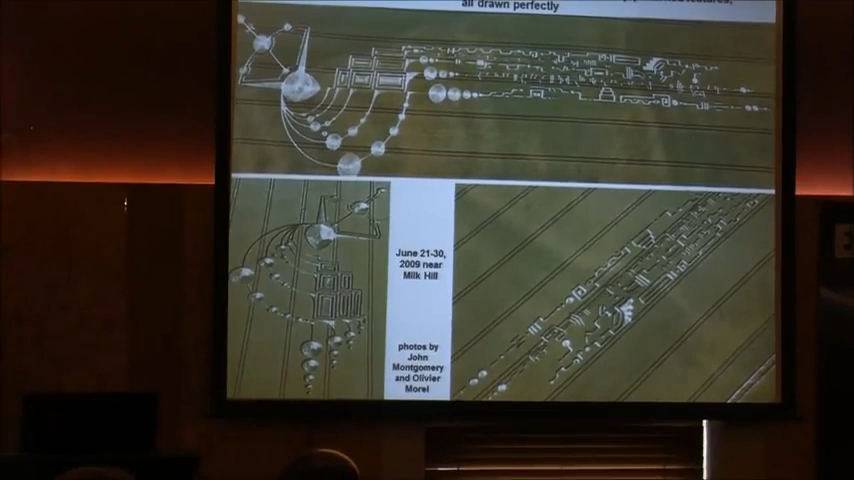 all drawn perfectly
June 21-30,
2009 near
Milk Hill
photos by
John
Montgomery
and Olivier
Morel